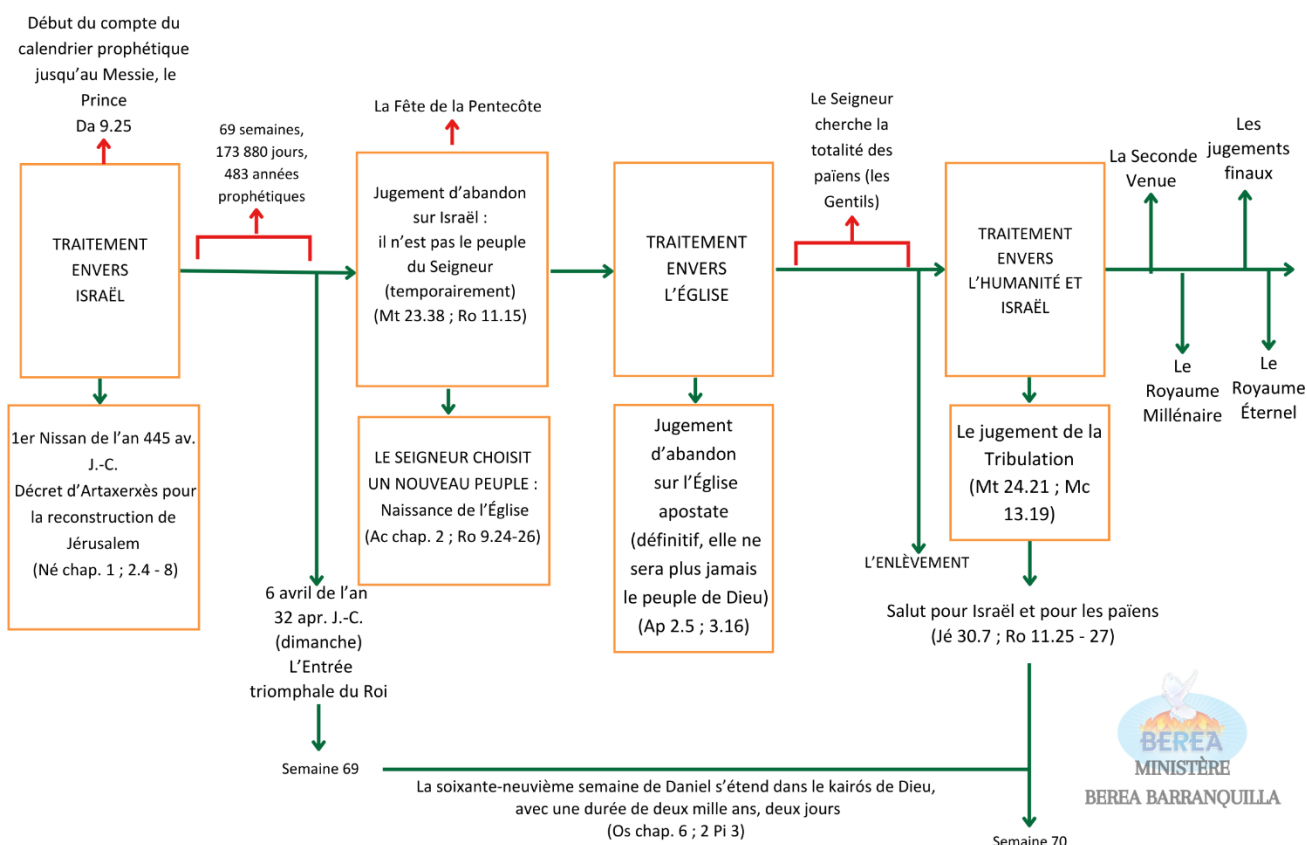 Début du compte du
calendrier prophétique
jusqu'au Messie, le
Prince
Da 9.25
TRAITEMENT
ENVERS
ISRAËL
1er Nissan de l'an 445 av.
J.-C.
Décret d'Artaxerxès pour
la reconstruction de
Jérusalem
(Né chap. 1 ; 2.4 - 8)
69 semaines,
173 880 jours,
483 années
prophétiques
6 avril de l'an
32 apr. J.-C.
(dimanche)
L'Entrée
triomphale du Roi
Semaine 69
La Fête de la Pentecôte
Jugement d'abandon
sur Israël :
il n'est pas le peuple
du Seigneur
(temporairement)
(Mt 23.38 ; Ro 11.15)
LE SEIGNEUR CHOISIT
UN NOUVEAU PEUPLE :
Naissance de l'Église
(Ac chap. 2 ; Ro 9.24-26)
TRAITEMENT
ENVERS
L'ÉGLISE
Jugement
d'abandon
sur l'Église
apostate
(définitif, elle ne
sera plus jamais
le peuple de Dieu)
(Ap 2.5 ; 3.16)
Le Seigneur
cherche la
totalité des
païens (les
Gentils)
L'ENLÈVEMENT
TRAITEMENT
ENVERS
L'HUMANITÉ ET
ISRAËL
Le jugement de la
Tribulation
(Mt 24.21 ; Mc
13.19)
Salut pour Israël et pour les païens
(Jé 30.7 ; Ro 11.25 - 27)
La Seconde
Venue
Les
jugements
finaux
Le
Royaume
Millénaire
Le
Royaume
Éternel
La soixante-neuvième semaine de Daniel s'étend dans le kairós de Dieu,
avec une durée de deux mille ans, deux jours
(Os chap. 6 ; 2 Pi 3)
Semaine 70
BEREA
MINISTÈRE
BEREA BARRANQUILLA